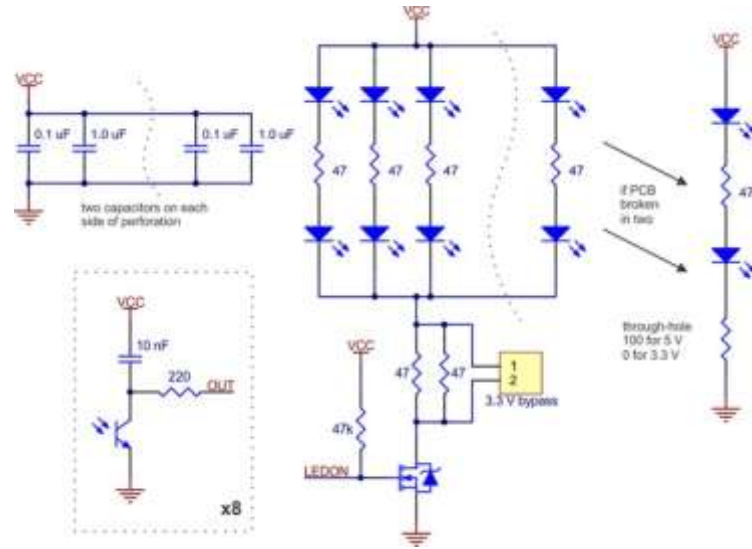 VCC
0.1 uF
1.0 uF
0.1 uF
1.0 uF
two capacitors on each
side of perforation
VCC
10 nF
220
OUT
x8
VCC
47
47
47
47
VCC
47
47
1
2
3.3 V bypass
47k
LEDON
if PCB
broken
in two
through-hole
100 for 5 V
0 for 3.3 V
VCC
47